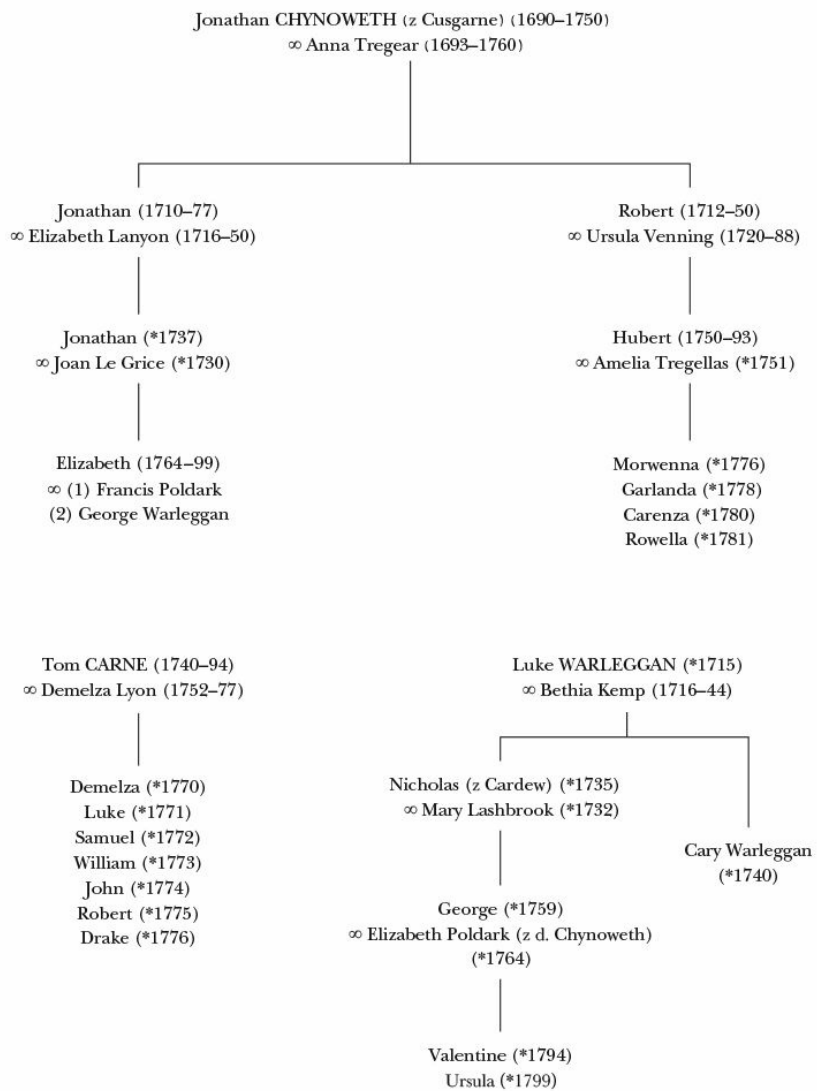 Jonathan CHYNOWETH (z Cusgarne) (1690–1750)
∞ Anna Tregear (1693–1760)
Jonathan (1710–77)
∞ Elizabeth Lanyon (1716–50)
Robert (1712–50)
∞ Ursula Venning (1720–88)
Jonathan (*1737)
∞ Joan Le Grice (*1730)
Hubert (1750–93)
∞ Amelia Tregellas (*1751)
Elizabeth (1764–99)
∞ (1) Francis Poldark
(2) George Warleggan
Morwenna (*1776)
Garlanda (*1778)
Carenza (*1780)
Rowella (*1781)
Tom CARNE (1740–94)
∞ Demelza Lyon (1752–77)
Demelza (*1770)
Luke (*1771)
Samuel (*1772)
William (*1773)
John (*1774)
Robert (*1775)
Drake (*1776)
Luke WARLEGGAN (*1715)
∞ Bethia Kemp (1716–44)
Nicholas (z Cardew) (*1735)
∞ Mary Lashbrook (*1732)
Cary Warleggan
(*1740)
George (*1759)
∞ Elizabeth Poldark (z d. Chynoweth)
(*1764)
Valentine (*1794)
Ursula (*1799)